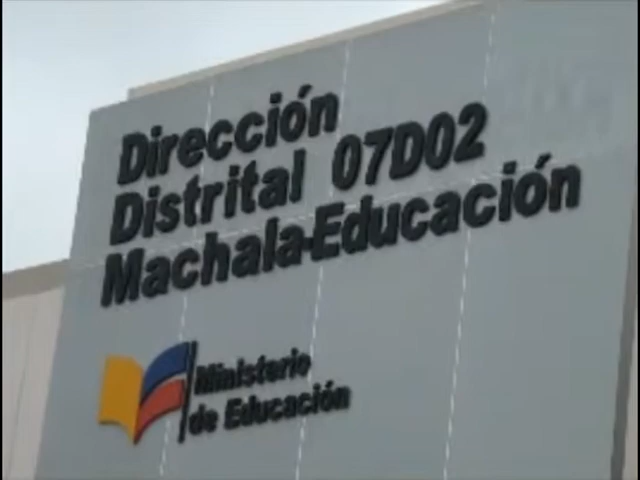 Dirección
Distrital 07D02
Machala-Educación
Ministerio
de Educación